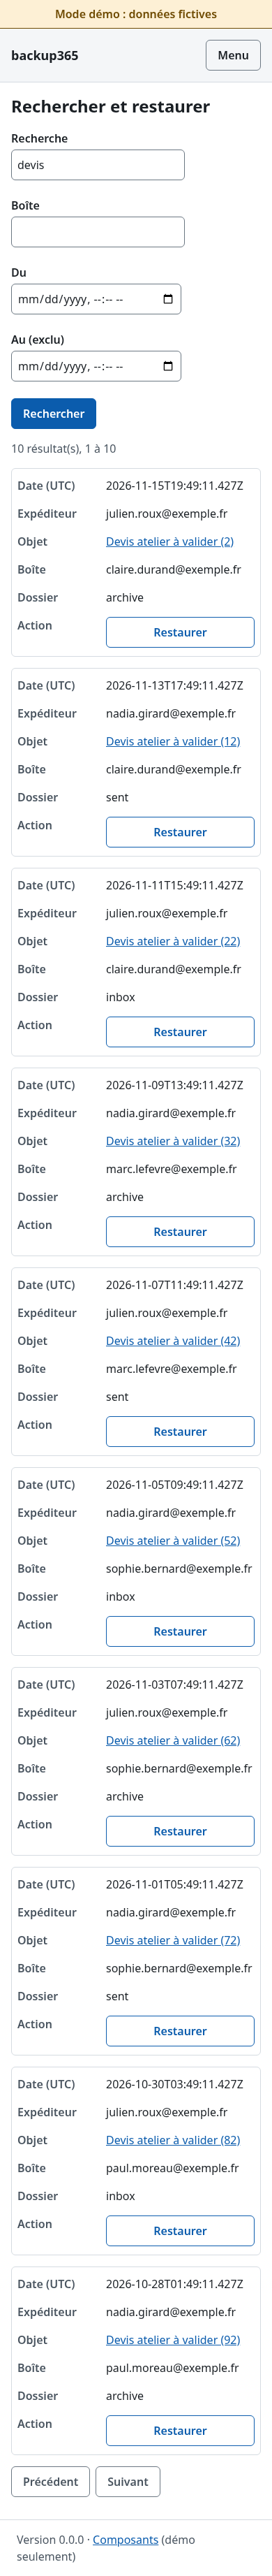 Mode démo : données fictives
backup365
Menu
Rechercher et restaurer
Recherche
devis
Boîte
Du
mm/dd/yyyy, --:-- --
Au (exclu)
mm/dd/yyyy, --:-- --
Rechercher
10 résultat(s), 1 à 10
Date (UTC) 2026-11-15T19:49:11.427Z
Expéditeur julien.roux@exemple.fr
Objet Devis atelier à valider (2)
Boîte claire.durand@exemple.fr
Dossier archive
Action Restaurer
Date (UTC) 2026-11-13T17:49:11.427Z
Expéditeur nadia.girard@exemple.fr
Objet Devis atelier à valider (12)
Boîte claire.durand@exemple.fr
Dossier sent
Action Restaurer
Date (UTC) 2026-11-11T15:49:11.427Z
Expéditeur julien.roux@exemple.fr
Objet Devis atelier à valider (22)
Boîte claire.durand@exemple.fr
Dossier inbox
Action Restaurer
Date (UTC) 2026-11-09T13:49:11.427Z
Expéditeur nadia.girard@exemple.fr
Objet Devis atelier à valider (32)
Boîte marc.lefevre@exemple.fr
Dossier archive
Action Restaurer
Date (UTC) 2026-11-07T11:49:11.427Z
Expéditeur julien.roux@exemple.fr
Objet Devis atelier à valider (42)
Boîte marc.lefevre@exemple.fr
Dossier sent
Action Restaurer
Date (UTC) 2026-11-05T09:49:11.427Z
Expéditeur nadia.girard@exemple.fr
Objet Devis atelier à valider (52)
Boîte sophie.bernard@exemple.fr
Dossier inbox
Action Restaurer
Date (UTC) 2026-11-03T07:49:11.427Z
Expéditeur julien.roux@exemple.fr
Objet Devis atelier à valider (62)
Boîte sophie.bernard@exemple.fr
Dossier archive
Action Restaurer
Date (UTC) 2026-11-01T05:49:11.427Z
Expéditeur nadia.girard@exemple.fr
Objet Devis atelier à valider (72)
Boîte sophie.bernard@exemple.fr
Dossier sent
Action Restaurer
Date (UTC) 2026-10-30T03:49:11.427Z
Expéditeur julien.roux@exemple.fr
Objet Devis atelier à valider (82)
Boîte paul.moreau@exemple.fr
Dossier inbox
Action Restaurer
Date (UTC) 2026-10-28T01:49:11.427Z
Expéditeur nadia.girard@exemple.fr
Objet Devis atelier à valider (92)
Boîte paul.moreau@exemple.fr
Dossier archive
Action Restaurer
Précédent Suivant
Version 0.0.0 · Composants (démo
seulement)